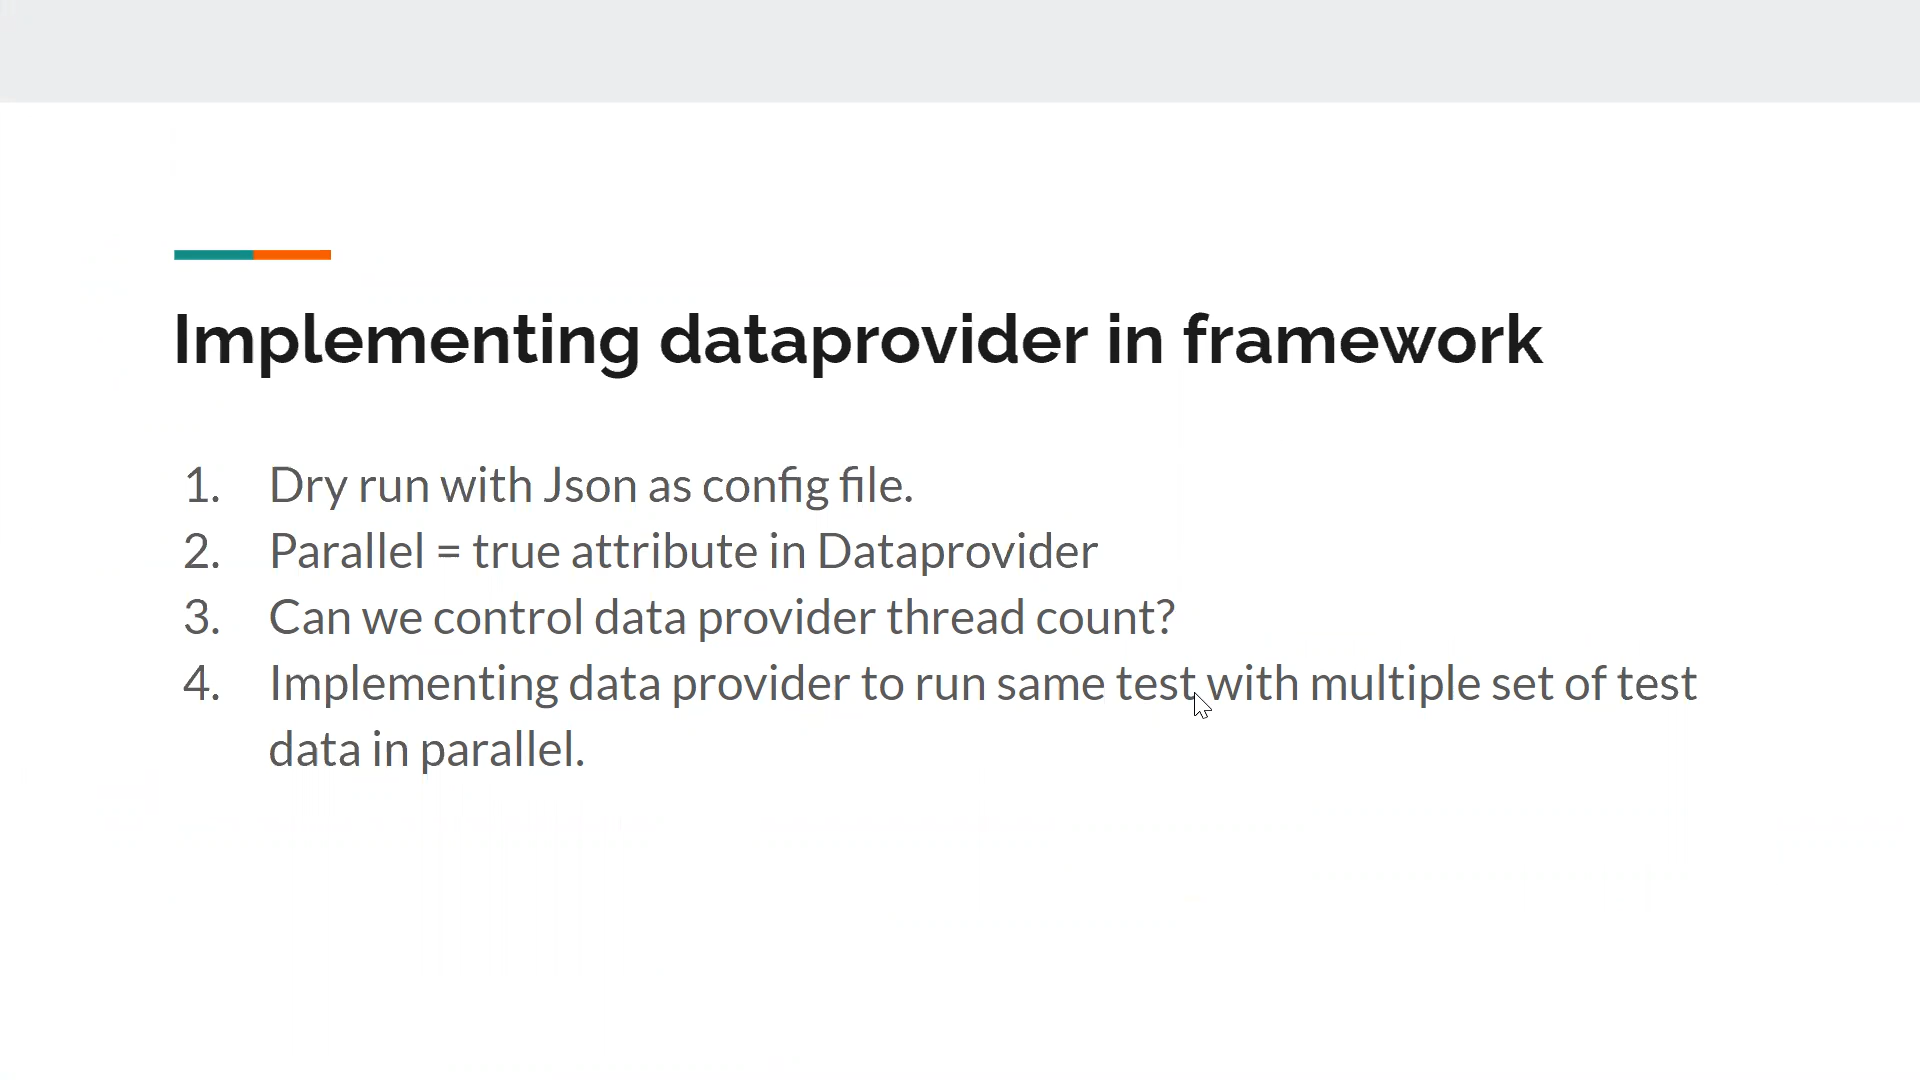 Implementing dataprovider in framework
1. Dry run with Json as config file.
2. Parallel = true attribute in Dataprovider
3. Can we control data provider thread count?
4. Implementing data provider to run same test with multiple set of test
data in parallel.